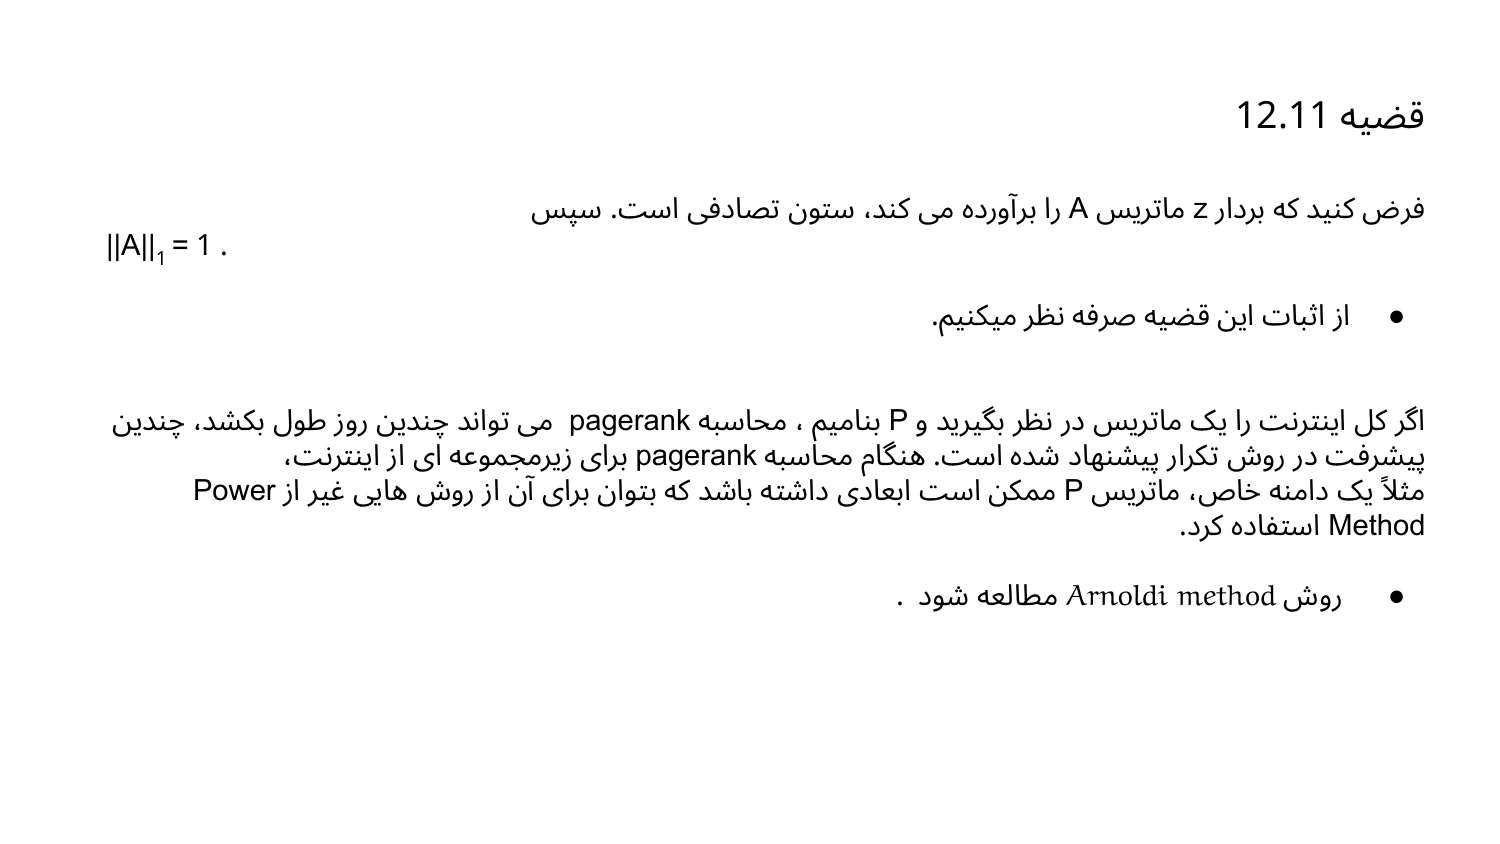 قضیه 12.11
فرض کنید که بردار z ماتریس A را برآورده می کند، ستون تصادفی است. سپس
||A||1 = 1 .
● از اثبات این قضیه صرفه نظر میکنیم.
اگر کل اینترنت را یک ماتریس در نظر بگیرید و P بنامیم ، محاسبه pagerank می تواند چندین روز طول بکشد، چندین
پیشرفت در روش تکرار پیشنهاد شده است. هنگام محاسبه pagerank برای زیرمجموعه ای از اینترنت،
مثلاً یک دامنه خاص، ماتریس P ممکن است ابعادی داشته باشد که بتوان برای آن از روش هایی غیر از Power
Method استفاده کرد.
● روش Arnoldi method مطالعه شود .